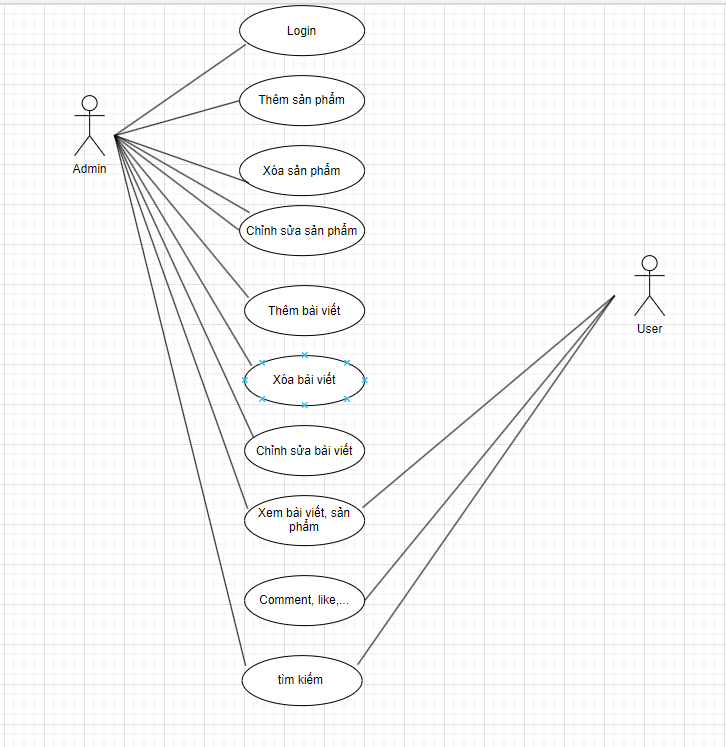 Login
Thêm sản phẩm
Admin
Xóa sản phẩm
Chỉnh sửa sản phẩm
Thêm bài viết
User
Xóa bài viết
Chỉnh sửa bài viết
Xem bài viết, sản
phẩm
Comment, like,...
tìm kiếm